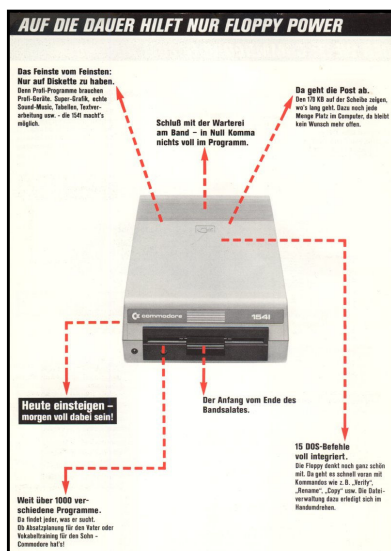 AUF DIE DAUER HILFT NUR FLOPPY POWER
Das Feinste vom Feinsten:
Nur auf Diskette zu haben.
Denn Profi-Programme brauchen
Profi-Geräte. Super-Grafik, echte
Sound-Music, Tabellen, Textver-
arbeitung usw. - die 1541 macht's
möglich.
Schluß mit der Warterei
am Band – in Null Komma
nichts voll im Programm.
Da geht die Post ab.
Den 170 KB auf der Scheibe zeigen,
wo's lang geht. Dazu noch jede
Menge Platz im Computer, da bleibt
kein Wunsch mehr offen.
commodore
1541
Heute einsteigen –
morgen voll dabei sein!
Der Anfang vom Ende des
Bandsalates.
15 DOS-Befehle
voll integriert.
Die Floppy denkt noch ganz schön
mit. Da geht es schnell voran mit
Kommandos wie z. B. „Verify",
„Rename", „Copy" usw. Die Datei-
verwaltung dazu erledigt sich im
Handumdrehen.
Weit über 1000 ver-
schiedene Programme.
Da findet jeder, was er sucht.
Ob Absatzplanung für den Vater oder
Vokabeltraining für den Sohn –
Commodore hat's!